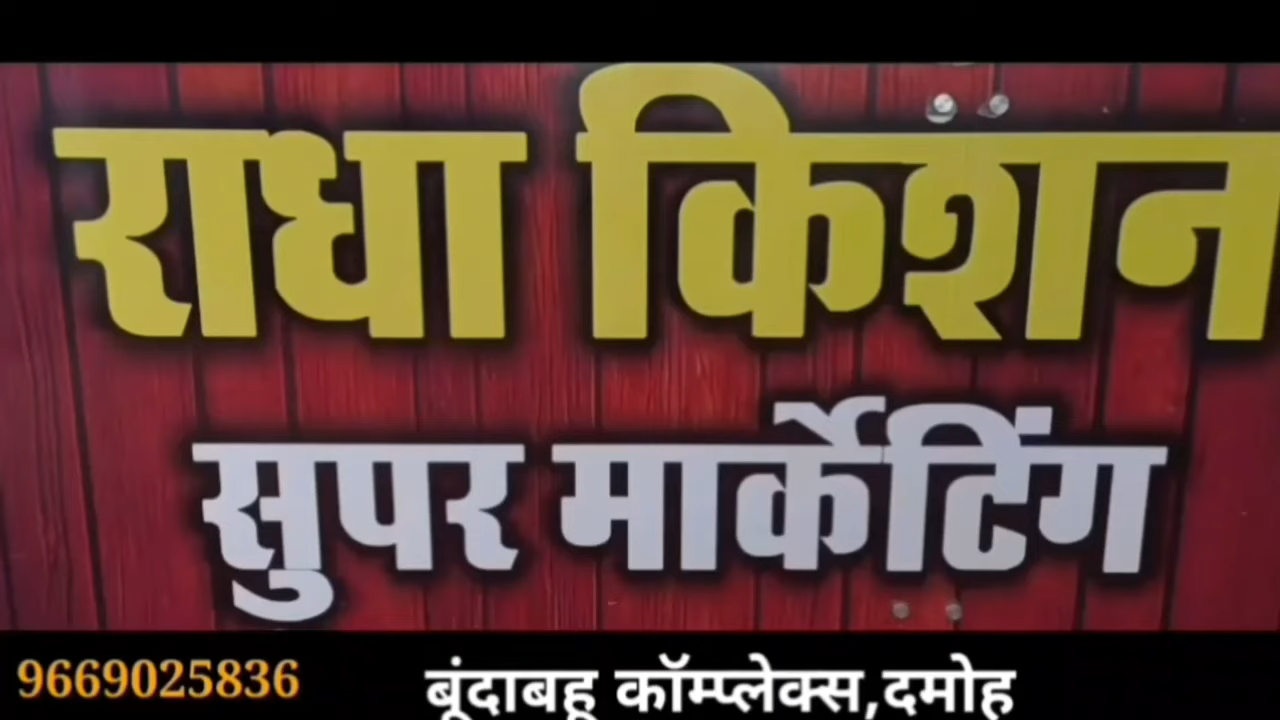 राधा किशन
सुपर मार्केटिंग
9669025836 बूंदाबहू कॉम्प्लेक्स,दमोह